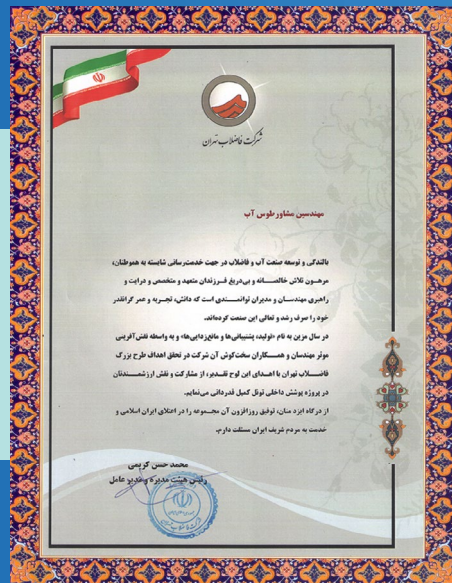 شرکت فاضلاب تهران
مهندسین مشاور طوس آب
بالندگی و توسعه صنعت آب و فاضلاب در جهت خدمت‌رسانی شایسته به هموطنان،
مرهون تلاش خالصانه و بی‌دریغ فرزندان متعهد و متخصص و درایت و
راهبری مهندسان و مدیران توانمندی است که دانش، تجربه و عمر گرانقدر
خود را صرف رشد و تعالی این صنعت کرده‌اند.
در سال مزین به نام «تولید، پشتیبانی‌ها و مانع‌زدایی‌ها» و به واسطه نقش‌آفرینی
موثر مهندسان و همکاران سخت‌کوش آن شرکت در تحقق اهداف طرح بزرگ
فاضلاب تهران با اهدای این لوح تقدیر، از مشارکت و نقش ارزشمندتان
در پروژه پوشش داخلی تونل کمیل قدردانی می‌نماییم.
از درگاه ایزد منان، توفیق روزافزون آن مجموعه را در اعتلای ایران اسلامی و
خدمت به مردم شریف ایران مسئلت دارم.
محمد حسن کریمی
رئیس هیئت مدیره و مدیر عامل